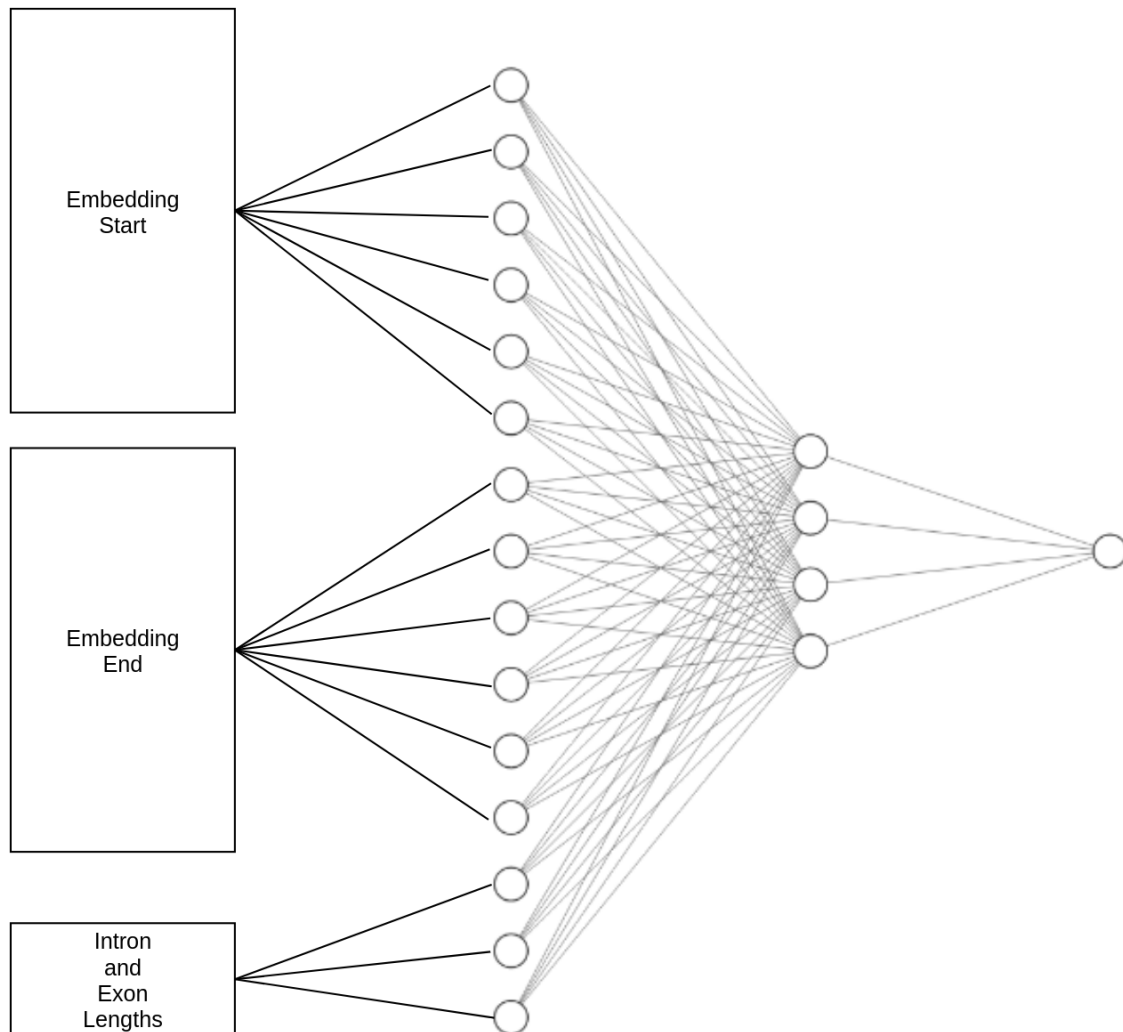 Embedding
Start
Embedding
End
Intron
and
Exon
Lengths